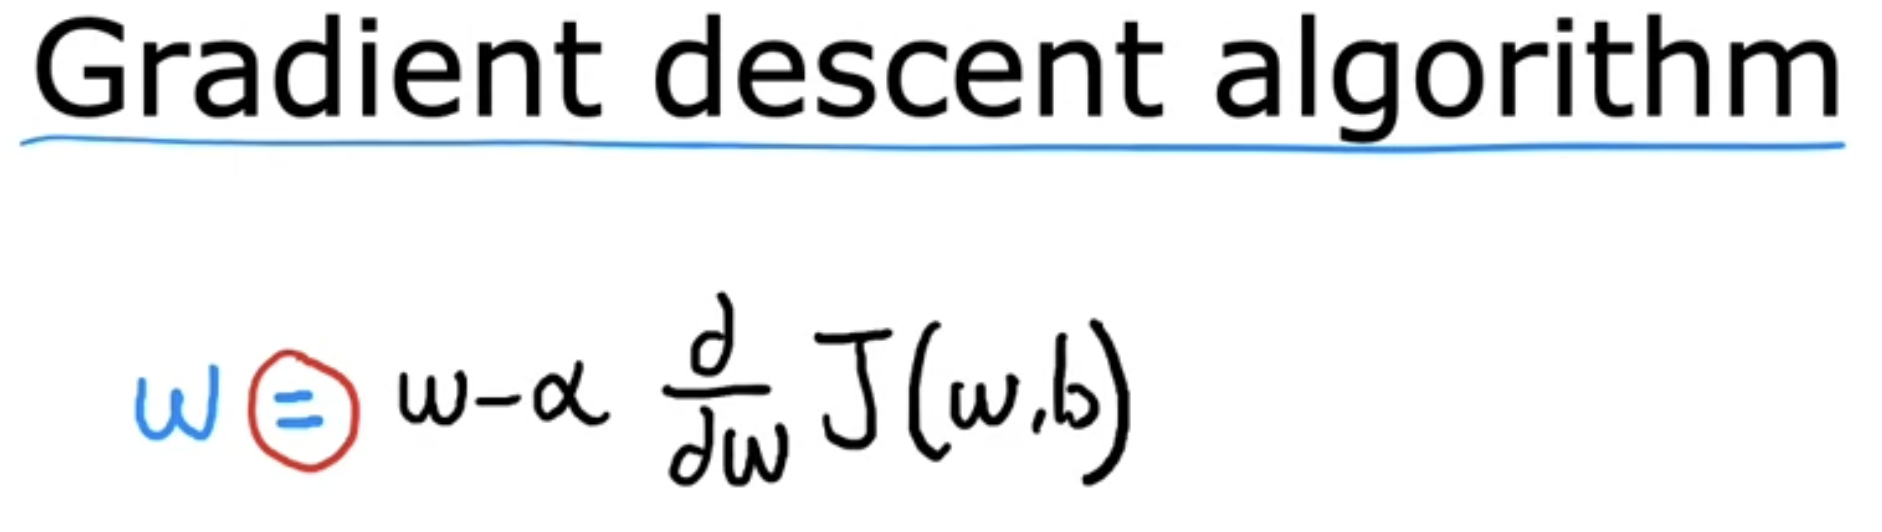 Gradient descent algorithm
w = w - α ∂/∂w J(w,b)